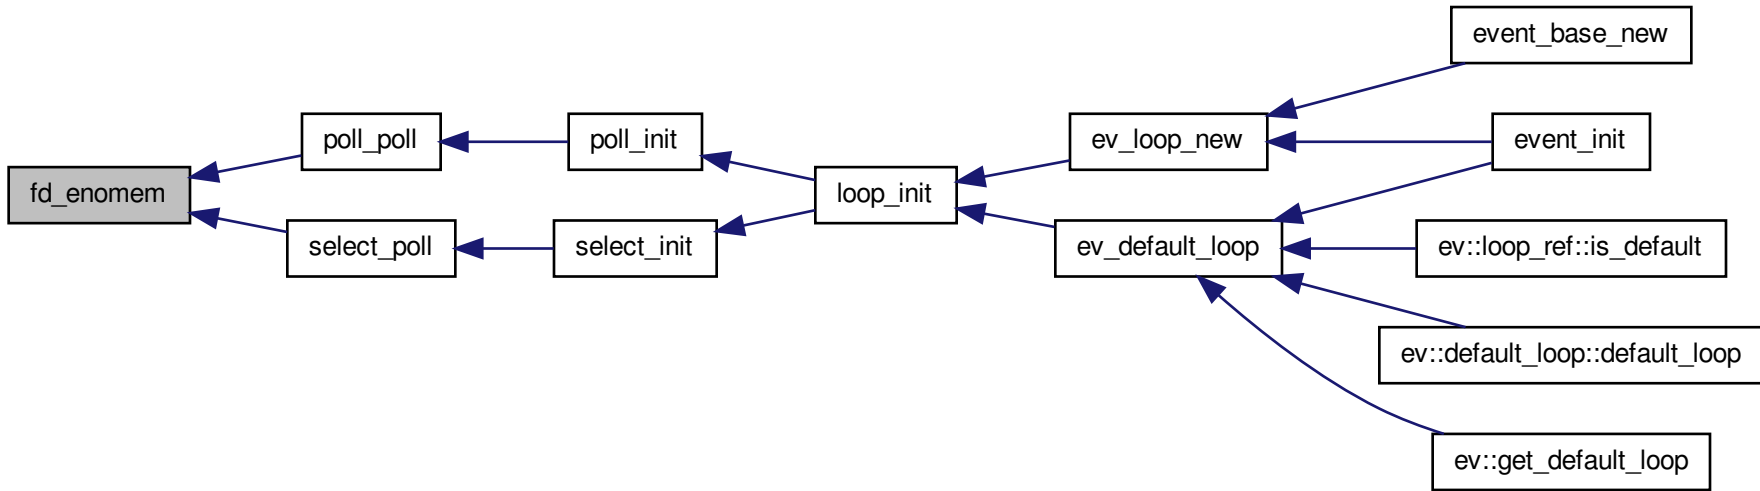 fd_enomem
poll_poll
select_poll
poll_init
select_init
loop_init
ev_loop_new
ev_default_loop
event_base_new
event_init
ev::loop_ref::is_default
ev::default_loop::default_loop
ev::get_default_loop